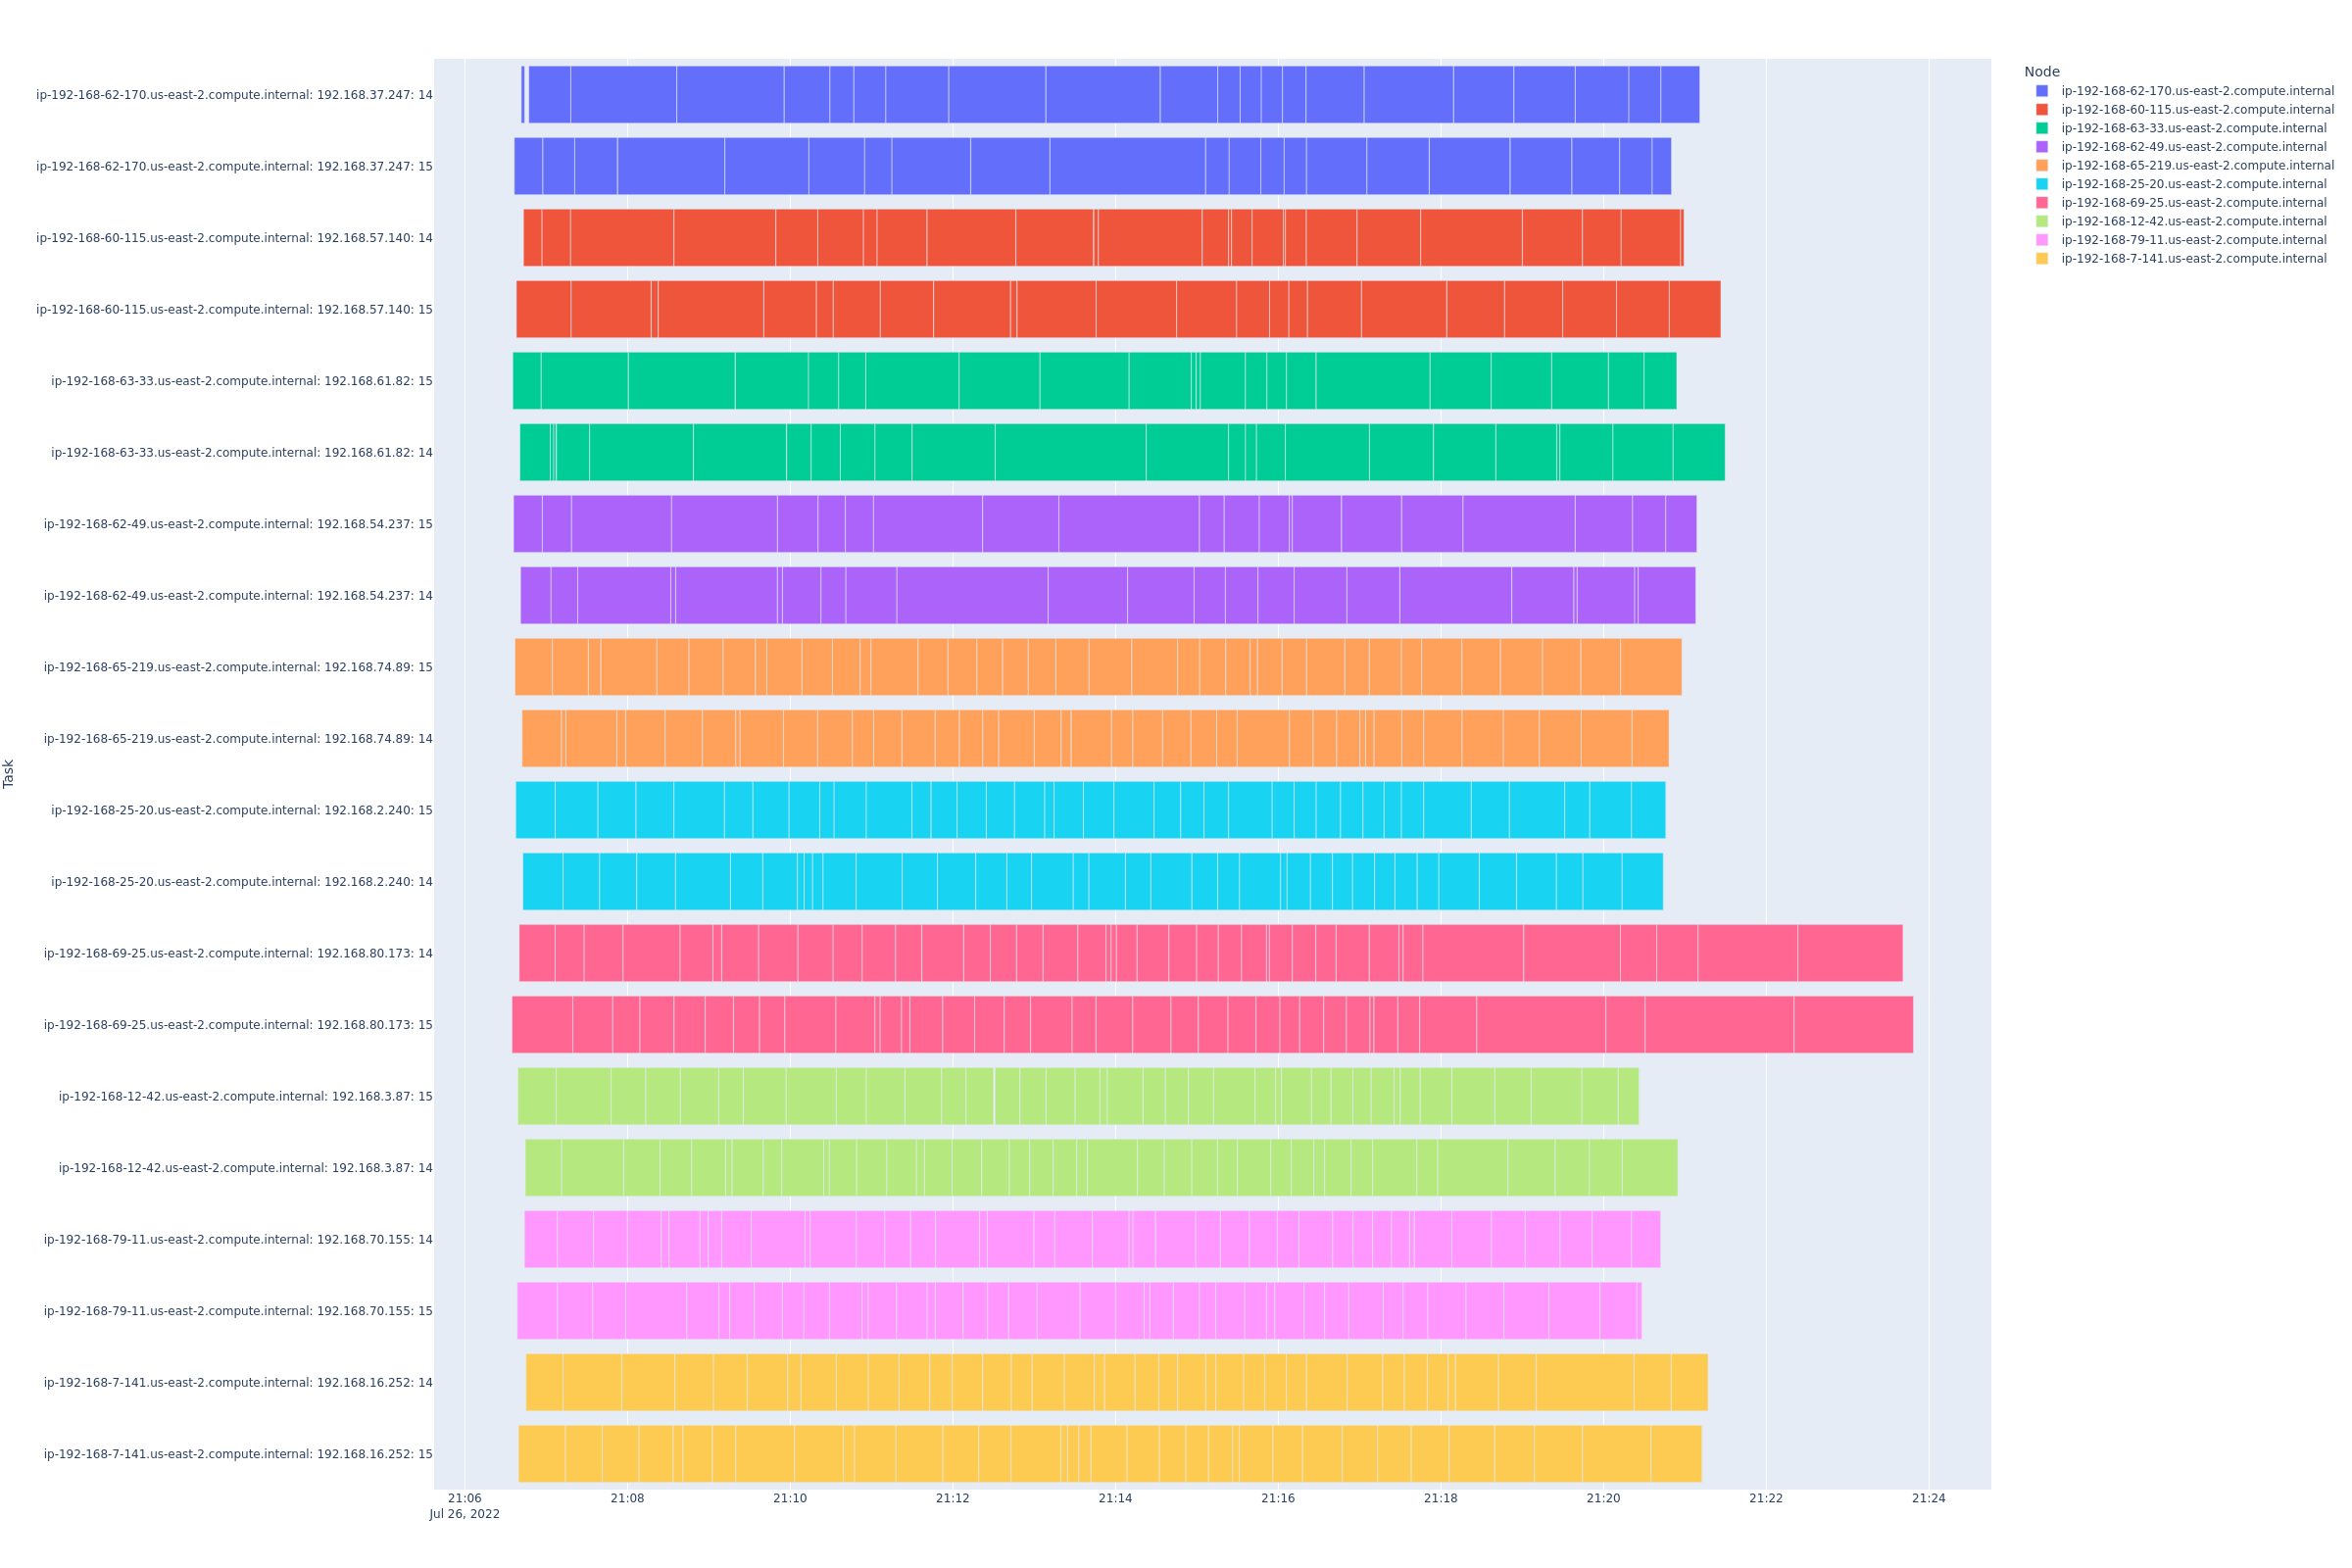 ip-192-168-62-170.us-east-2.compute.internal: 192.168.37.247: 14
ip-192-168-62-170.us-east-2.compute.internal: 192.168.37.247: 15
ip-192-168-60-115.us-east-2.compute.internal: 192.168.57.140: 14
ip-192-168-60-115.us-east-2.compute.internal: 192.168.57.140: 15
ip-192-168-63-33.us-east-2.compute.internal: 192.168.61.82: 15
ip-192-168-63-33.us-east-2.compute.internal: 192.168.61.82: 14
ip-192-168-62-49.us-east-2.compute.internal: 192.168.54.237: 15
ip-192-168-62-49.us-east-2.compute.internal: 192.168.54.237: 14
ip-192-168-65-219.us-east-2.compute.internal: 192.168.74.89: 15
ip-192-168-65-219.us-east-2.compute.internal: 192.168.74.89: 14
ip-192-168-25-20.us-east-2.compute.internal: 192.168.2.240: 15
ip-192-168-25-20.us-east-2.compute.internal: 192.168.2.240: 14
ip-192-168-69-25.us-east-2.compute.internal: 192.168.80.173: 14
ip-192-168-69-25.us-east-2.compute.internal: 192.168.80.173: 15
ip-192-168-12-42.us-east-2.compute.internal: 192.168.3.87: 15
ip-192-168-12-42.us-east-2.compute.internal: 192.168.3.87: 14
ip-192-168-79-11.us-east-2.compute.internal: 192.168.70.155: 14
ip-192-168-79-11.us-east-2.compute.internal: 192.168.70.155: 15
ip-192-168-7-141.us-east-2.compute.internal: 192.168.16.252: 14
ip-192-168-7-141.us-east-2.compute.internal: 192.168.16.252: 15
Task
21:06 21:08 21:10 21:12 21:14 21:16 21:18 21:20 21:22 21:24
Jul 26, 2022
Node
ip-192-168-62-170.us-east-2.compute.internal
ip-192-168-60-115.us-east-2.compute.internal
ip-192-168-63-33.us-east-2.compute.internal
ip-192-168-62-49.us-east-2.compute.internal
ip-192-168-65-219.us-east-2.compute.internal
ip-192-168-25-20.us-east-2.compute.internal
ip-192-168-69-25.us-east-2.compute.internal
ip-192-168-12-42.us-east-2.compute.internal
ip-192-168-79-11.us-east-2.compute.internal
ip-192-168-7-141.us-east-2.compute.internal